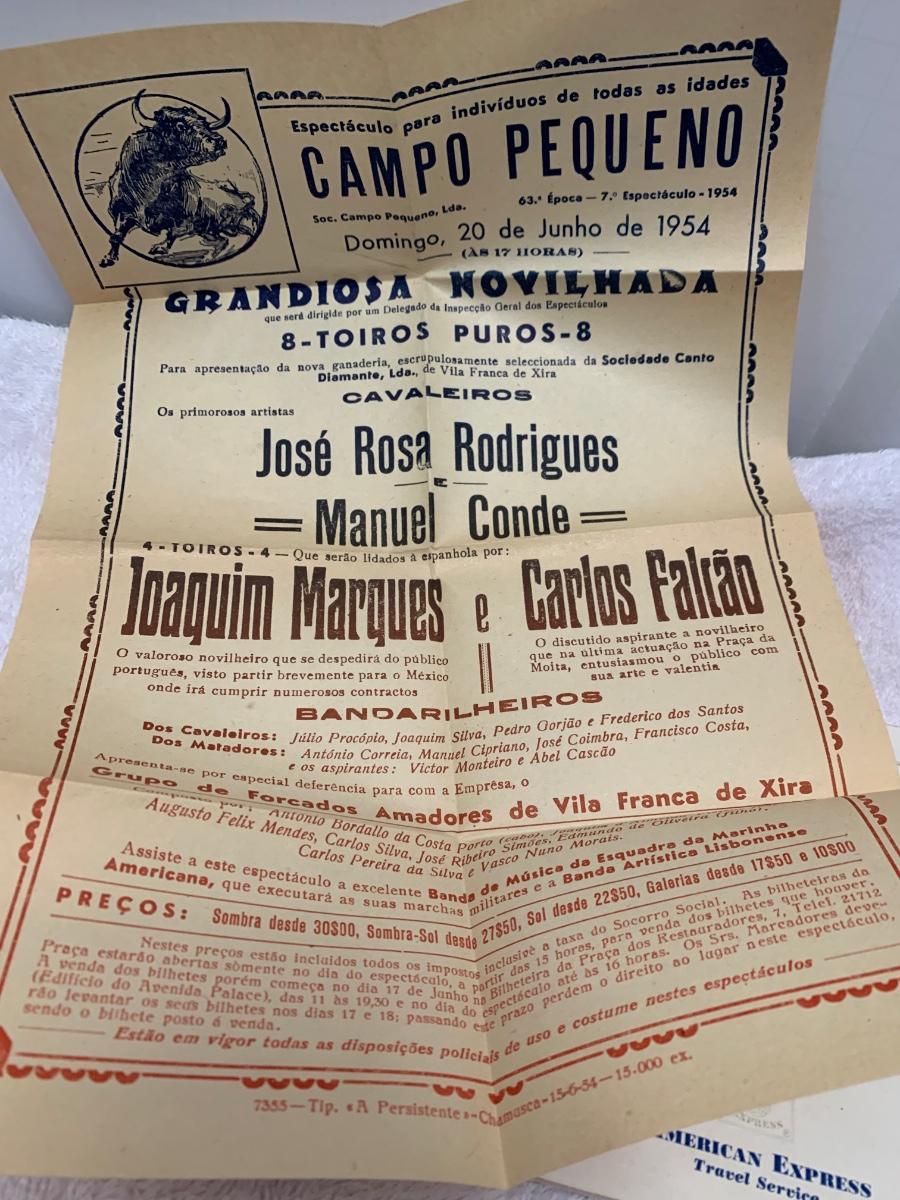 Espectáculo para indivíduos de todas as idades
CAMPO PEQUENO
Soc. Campo Pequeno, Lda.
63.ª Época — 7.º Espectáculo - 1954
Domingo, 20 de Junho de 1954
(ÀS 17 HORAS)
GRANDIOSA NOVILHADA
que será dirigide por um Delegado da Inspecção Geral dos Espectáculos
8-TOIROS PUROS-8
Para apresentação da nova ganaderia, escrupulosamente seleccionada da Sociedade Canto
Diamante, Lda., de Vila Franca de Xira
CAVALEIROS
Os primorosos artistas
José Rosa Rodrigues
E
Manuel Conde
4 - TOIROS - 4 — Que serão lidados à espanhola por:
Joaquim Marques e Carlos Falcão
O valoroso novilheiro que se despedirá do público
português, visto partir brevemente para o México
onde irá cumprir numerosos contractos
O discutido aspirante a novilheiro
que na última actuação na Praça da
Moita, entusiasmou o público com
sua arte e valentia
BANDARILHEIROS
Dos Cavaleiros: Júlio Procópio, Joaquim Silva, Pedro Gorjão e Frederico dos Santos
Dos Matadores: António Correia, Manuel Cipriano, José Coimbra, Francisco Costa,
e os aspirantes: Victor Monteiro e Abel Cascão
Apresenta-se por especial deferência para com a Emprêsa, o
Grupo de Forcados Amadores de Vila Franca de Xira
Composto por: António Bordallo da Costa Porto (cabo), Joaquim
Augusto Felix Mendes, Carlos Silva, José Ribeiro Simões, Edmundo de Oliveira (Júnior),
Carlos Pereira da Silva e Vasco Nuno Morais.
Assiste a este espectáculo a excelente Banda de Música da Esquadra da Marinha
Americana, que executará as suas marchas militares e a Banda Artística Lisbonense
PREÇOS: Sombra desde 30$00, Sombra-Sol desde 27$50, Sol desde 22$50, Galerias desde 17$50 e 10$00
Nestes preços estão incluidos todos os impostos inclusivè a taxa do Socorro Social. As bilheteiras da
Praça estarão abertas sòmente no dia do espectáculo, a partir das 15 horas, para venda dos bilhetes que houver.
A venda dos bilhetes porém começa no dia 17 de Junho na Bilheteira da Praça dos Restauradores, 7, Telef. 21712
(Edificio do Avenida Palace), das 11 às 19,30 e no dia do espectáculo até às 16 horas. Os Srs. Marcadores deve-
rão levantar os seus bilhetes nos dias 17 e 18; passando este prazo perdem o direito ao lugar neste espectáculo,
sendo o bilhete posto á venda.
Estão em vigor todas as disposições policiais de uso e costume nestes espectáculos
7355 — Tip. «A Persistente» - Chamusca - 15-6-54 — 15.000 ex.
EXPRESS
AMERICAN EXPRESS
Travel Service